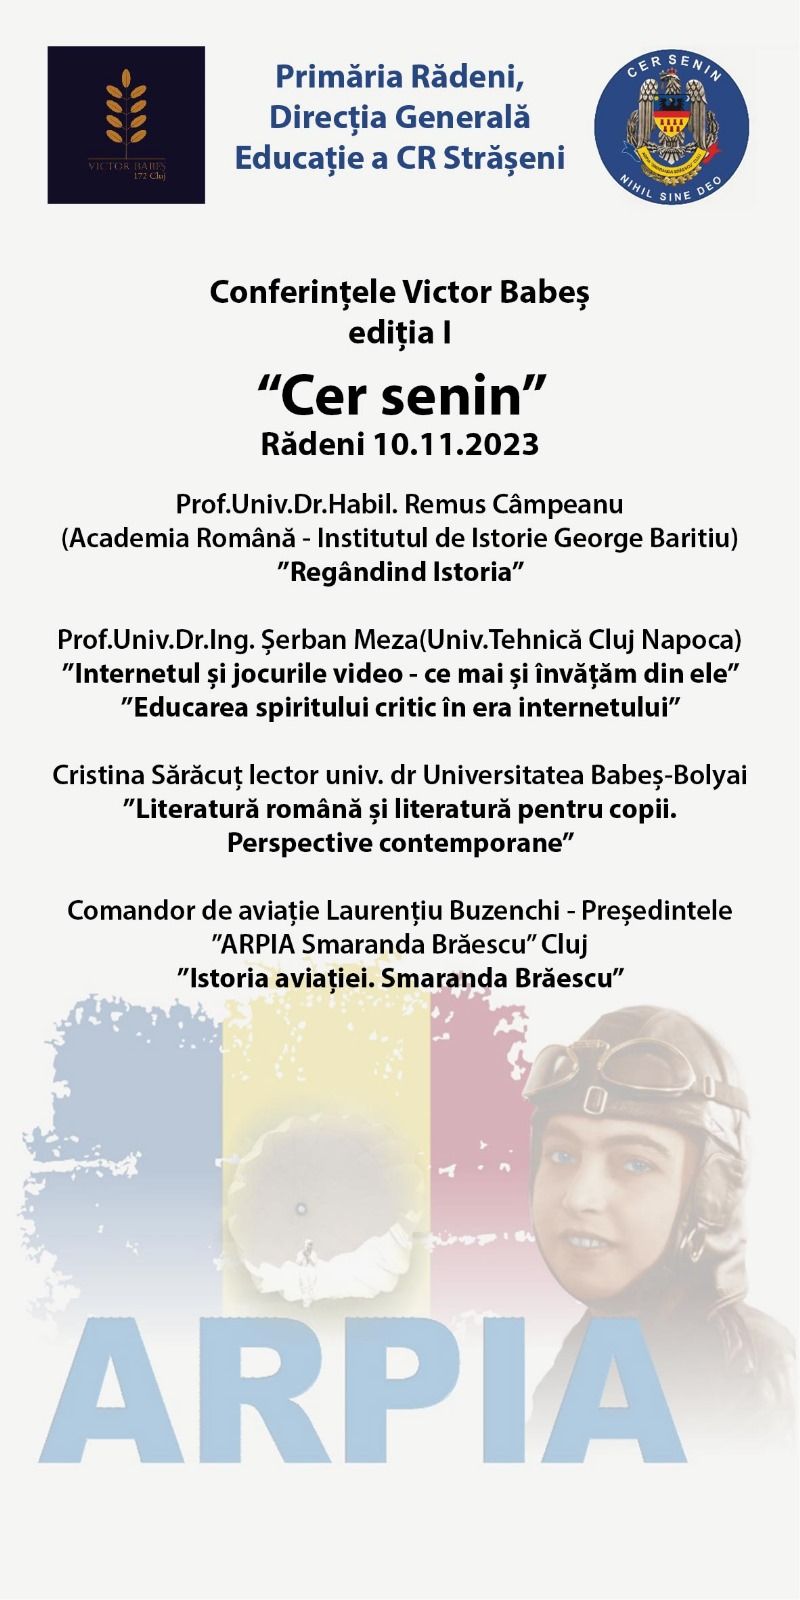 VICTOR BABEȘ
172 Cluj
Primăria Rădeni,
Direcția Generală
Educație a CR Strășeni
CER SENIN
NIHIL SINE DEO
Conferințele Victor Babeș
ediția I
“Cer senin”
Rădeni 10.11.2023
Prof.Univ.Dr.Habil. Remus Câmpeanu
(Academia Română - Institutul de Istorie George Baritiu)
”Regândind Istoria”
Prof.Univ.Dr.Ing. Șerban Meza(Univ.Tehnică Cluj Napoca)
”Internetul și jocurile video - ce mai și învățăm din ele”
”Educarea spiritului critic în era internetului”
Cristina Sărăcuț lector univ. dr Universitatea Babeș-Bolyai
”Literatură română și literatură pentru copii.
Perspective contemporane”
Comandor de aviație Laurențiu Buzenchi - Președintele
”ARPIA Smaranda Brăescu” Cluj
”Istoria aviației. Smaranda Brăescu”
ARPIA